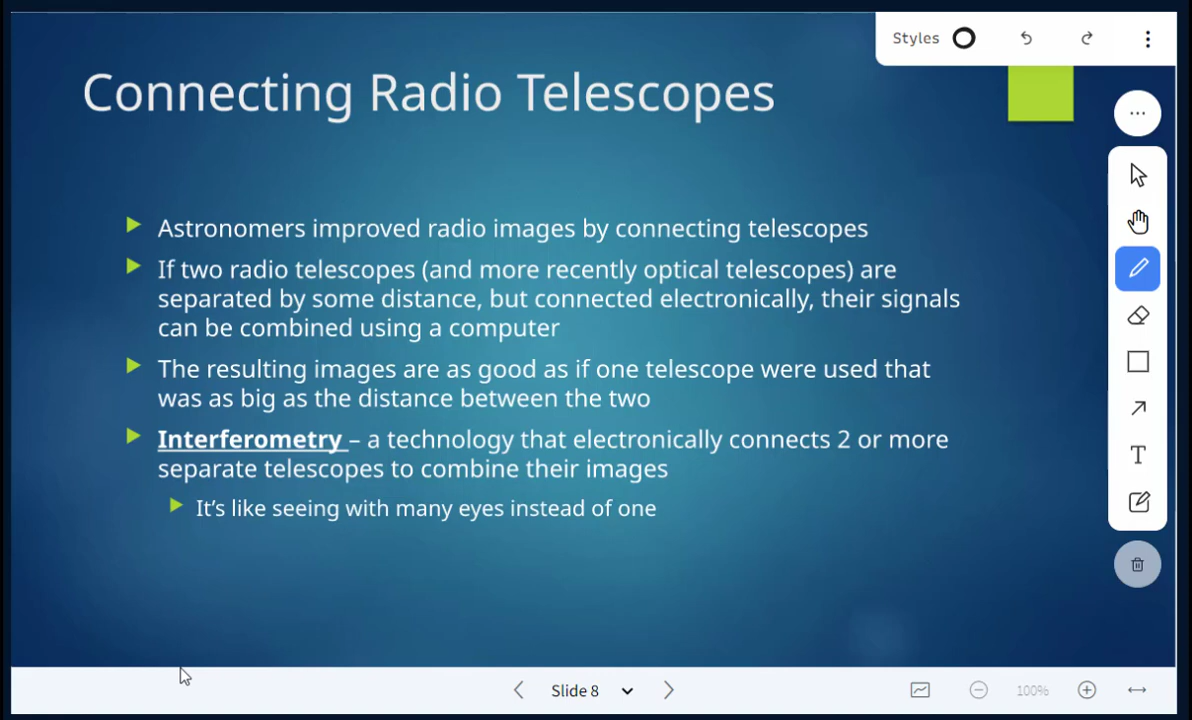 Styles
Connecting Radio Telescopes
Astronomers improved radio images by connecting telescopes
If two radio telescopes (and more recently optical telescopes) are
separated by some distance, but connected electronically, their signals
can be combined using a computer
The resulting images are as good as if one telescope were used that
was as big as the distance between the two
Interferometry – a technology that electronically connects 2 or more
separate telescopes to combine their images
It's like seeing with many eyes instead of one
T
Slide 8
100%